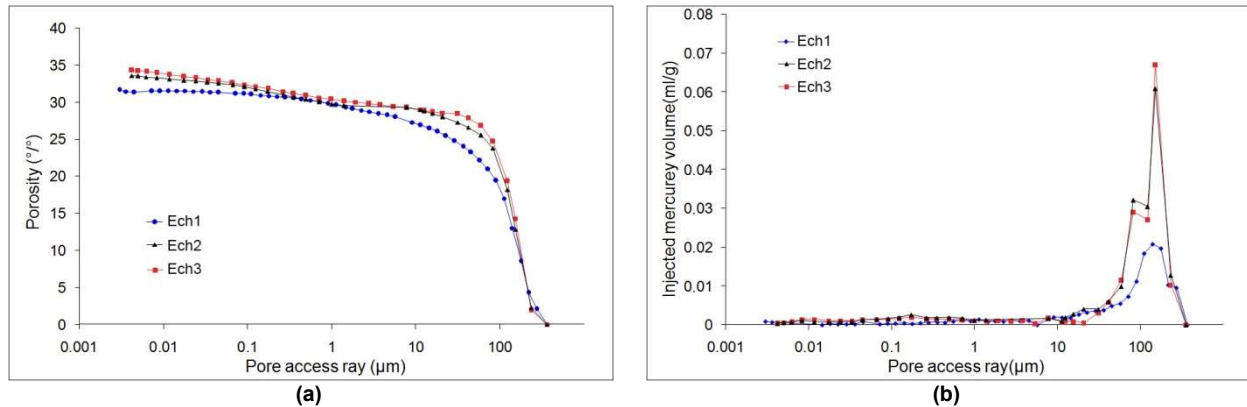 40
35
30
25
20
15
10
5
0
Porosity (°/°)
Ech1
Ech2
Ech3
0.001 0.01 0.1 1 10 100
Pore access ray (µm)
(a)
0.08
0.07
0.06
0.05
0.04
0.03
0.02
0.01
0
Injected mercurey volume(ml/g)
Ech1
Ech2
Ech3
0.001 0.01 0.1 1 10 100
Pore access ray(µm)
(b)